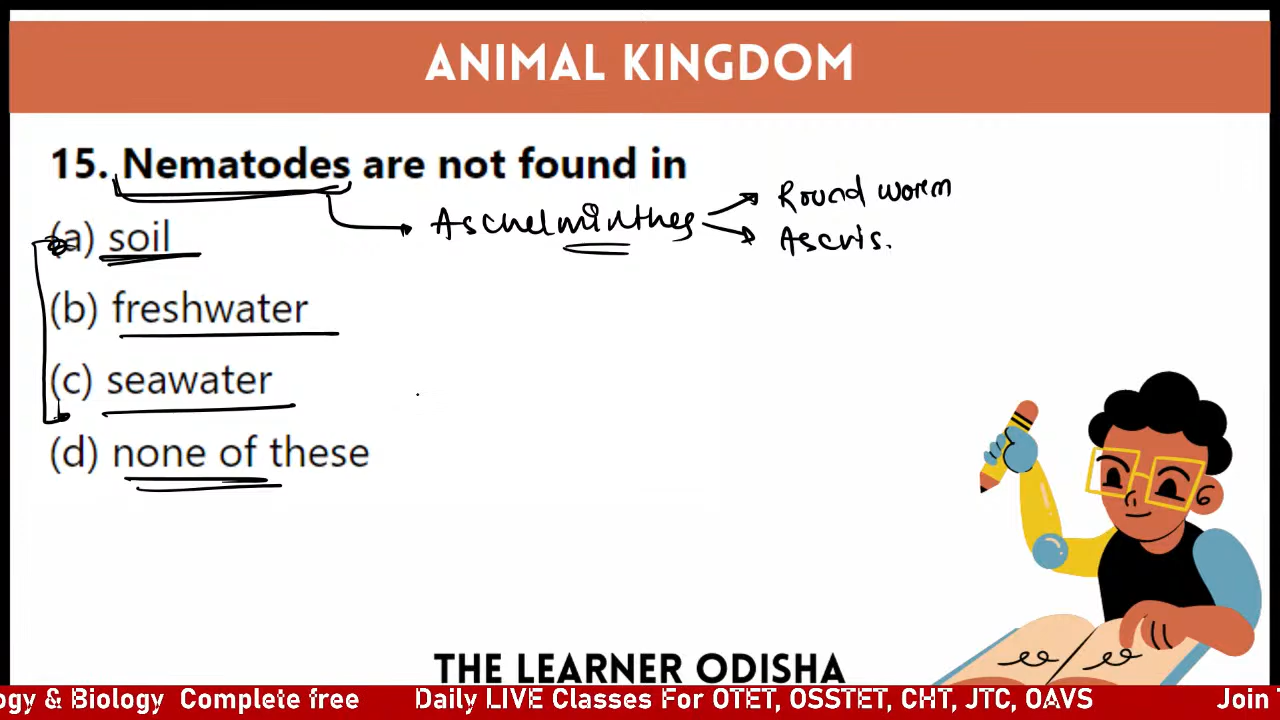 ANIMAL KINGDOM
15. Nematodes are not found in
Round worm
Aschelminthes
Ascris.
(a) soil
(b) freshwater
(c) seawater
(d) none of these
THE LEARNER ODISHA
ogy & Biology Complete free Daily LIVE Classes For OTET, OSSTET, CHT, JTC, OAVS Join